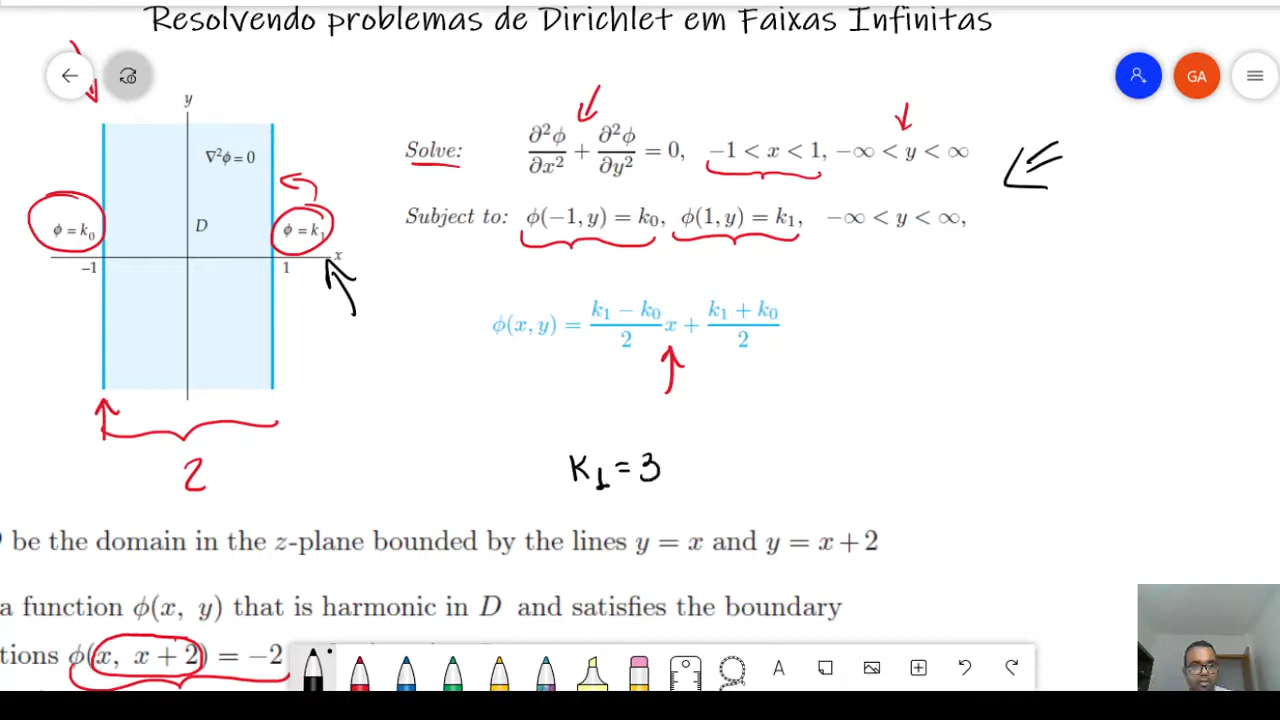 Resolvendo problemas de Dirichlet em Faixas Infinitas
GA
y
∇²ϕ = 0
ϕ = k₀
D
ϕ = k₁
x
−1
1
2
Solve: ∂²ϕ/∂x² + ∂²ϕ/∂y² = 0, −1 < x < 1, −∞ < y < ∞
Subject to: ϕ(−1, y) = k₀, ϕ(1, y) = k₁, −∞ < y < ∞,
ϕ(x, y) = (k₁ − k₀)/2 x + (k₁ + k₀)/2
K₁ = 3
be the domain in the z-plane bounded by the lines y = x and y = x + 2
a function ϕ(x, y) that is harmonic in D and satisfies the boundary
tions ϕ(x, x + 2) = −2
A